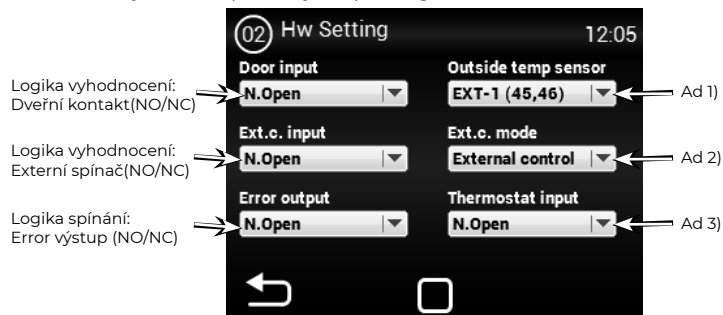 02 Hw Setting 12:05
Door input Outside temp sensor
Logika vyhodnocení:
Dveřní kontakt(NO/NC)
N.Open EXT-1 (45,46) Ad 1)
Ext.c. input Ext.c. mode
Logika vyhodnocení:
Externí spínač(NO/NC)
N.Open External control Ad 2)
Error output Thermostat input
Logika spínání:
Error výstup (NO/NC)
N.Open N.Open Ad 3)